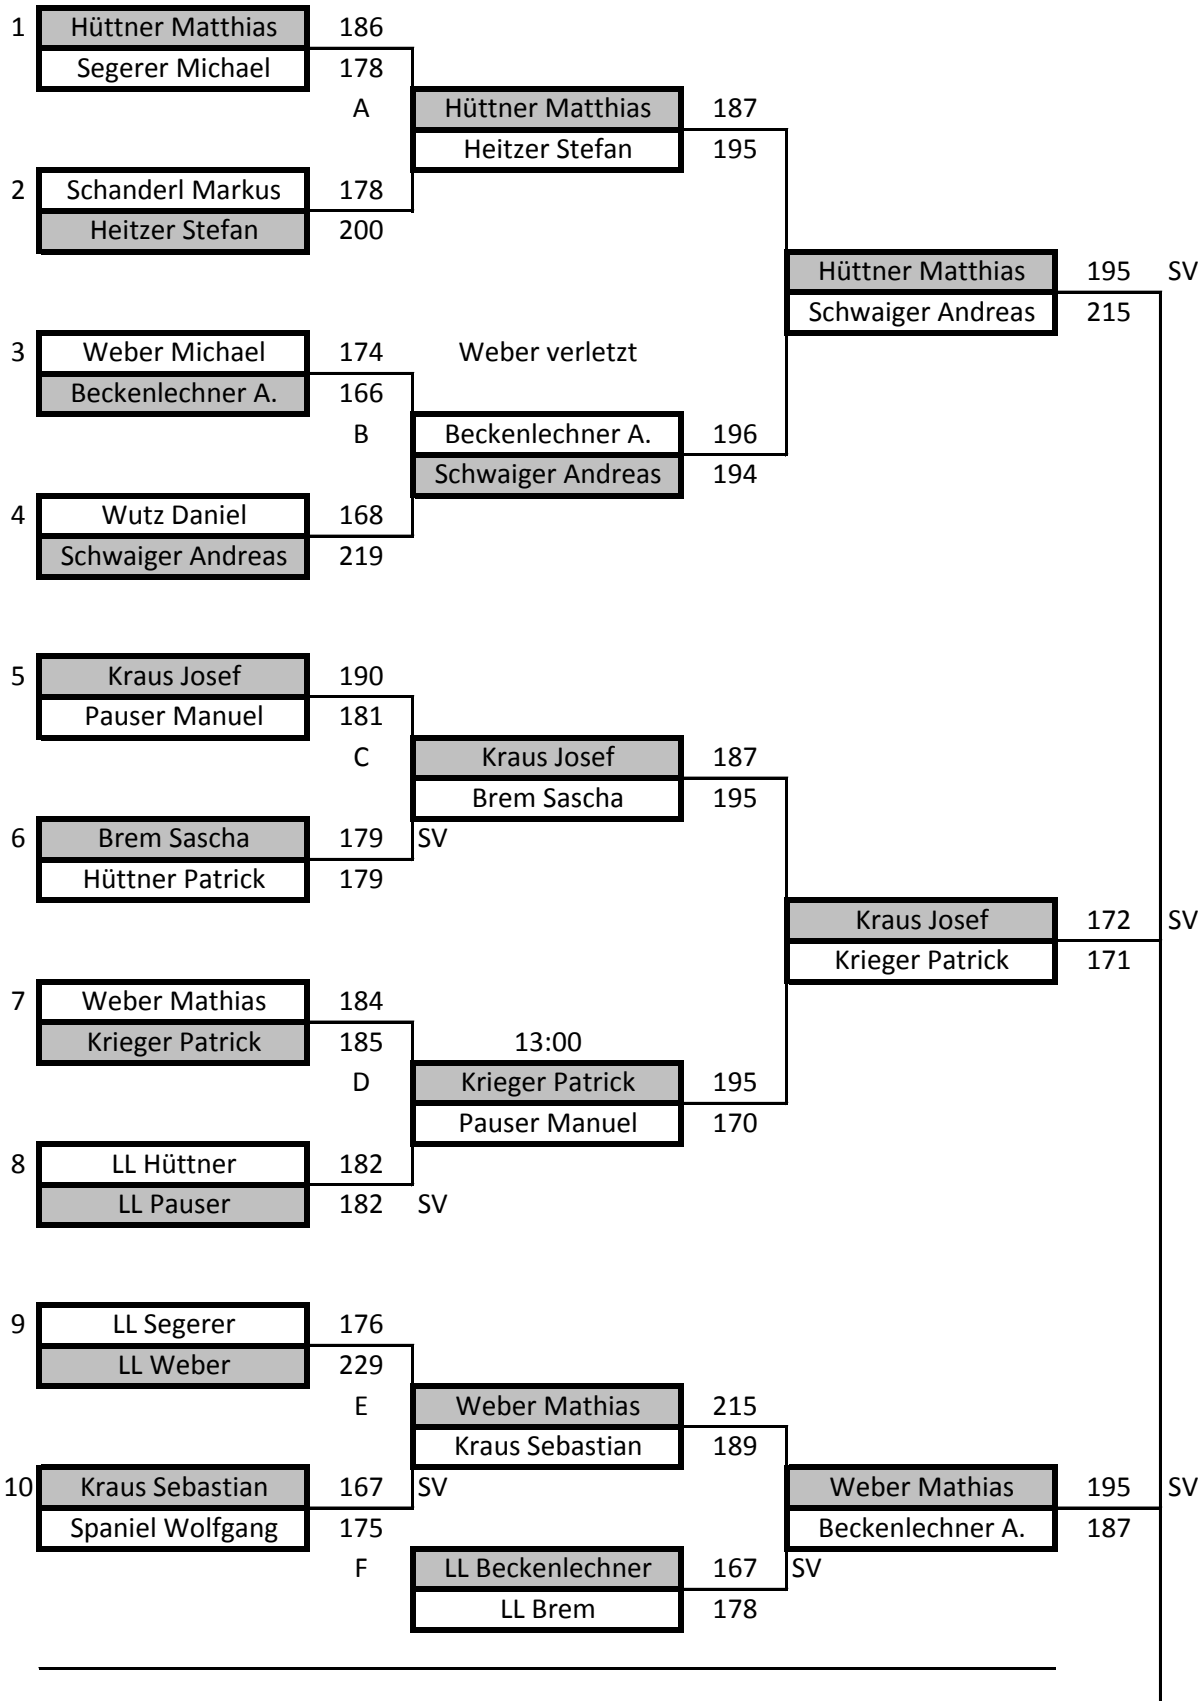 1 Hüttner Matthias 186
Segerer Michael 178
A Hüttner Matthias 187
Heitzer Stefan 195
2 Schanderl Markus 178
Heitzer Stefan 200
Hüttner Matthias 195 SV
Schwaiger Andreas 215
3 Weber Michael 174 Weber verletzt
Beckenlechner A. 166
B Beckenlechner A. 196
Schwaiger Andreas 194
4 Wutz Daniel 168
Schwaiger Andreas 219
5 Kraus Josef 190
Pauser Manuel 181
C Kraus Josef 187
Brem Sascha 195
6 Brem Sascha 179 SV
Hüttner Patrick 179
Kraus Josef 172 SV
Krieger Patrick 171
7 Weber Mathias 184
Krieger Patrick 185 13:00
D Krieger Patrick 195
Pauser Manuel 170
8 LL Hüttner 182
LL Pauser 182 SV
9 LL Segerer 176
LL Weber 229
E Weber Mathias 215
Kraus Sebastian 189
10 Kraus Sebastian 167 SV Weber Mathias 195 SV
Spaniel Wolfgang 175 Beckenlechner A. 187
F LL Beckenlechner 167 SV
LL Brem 178